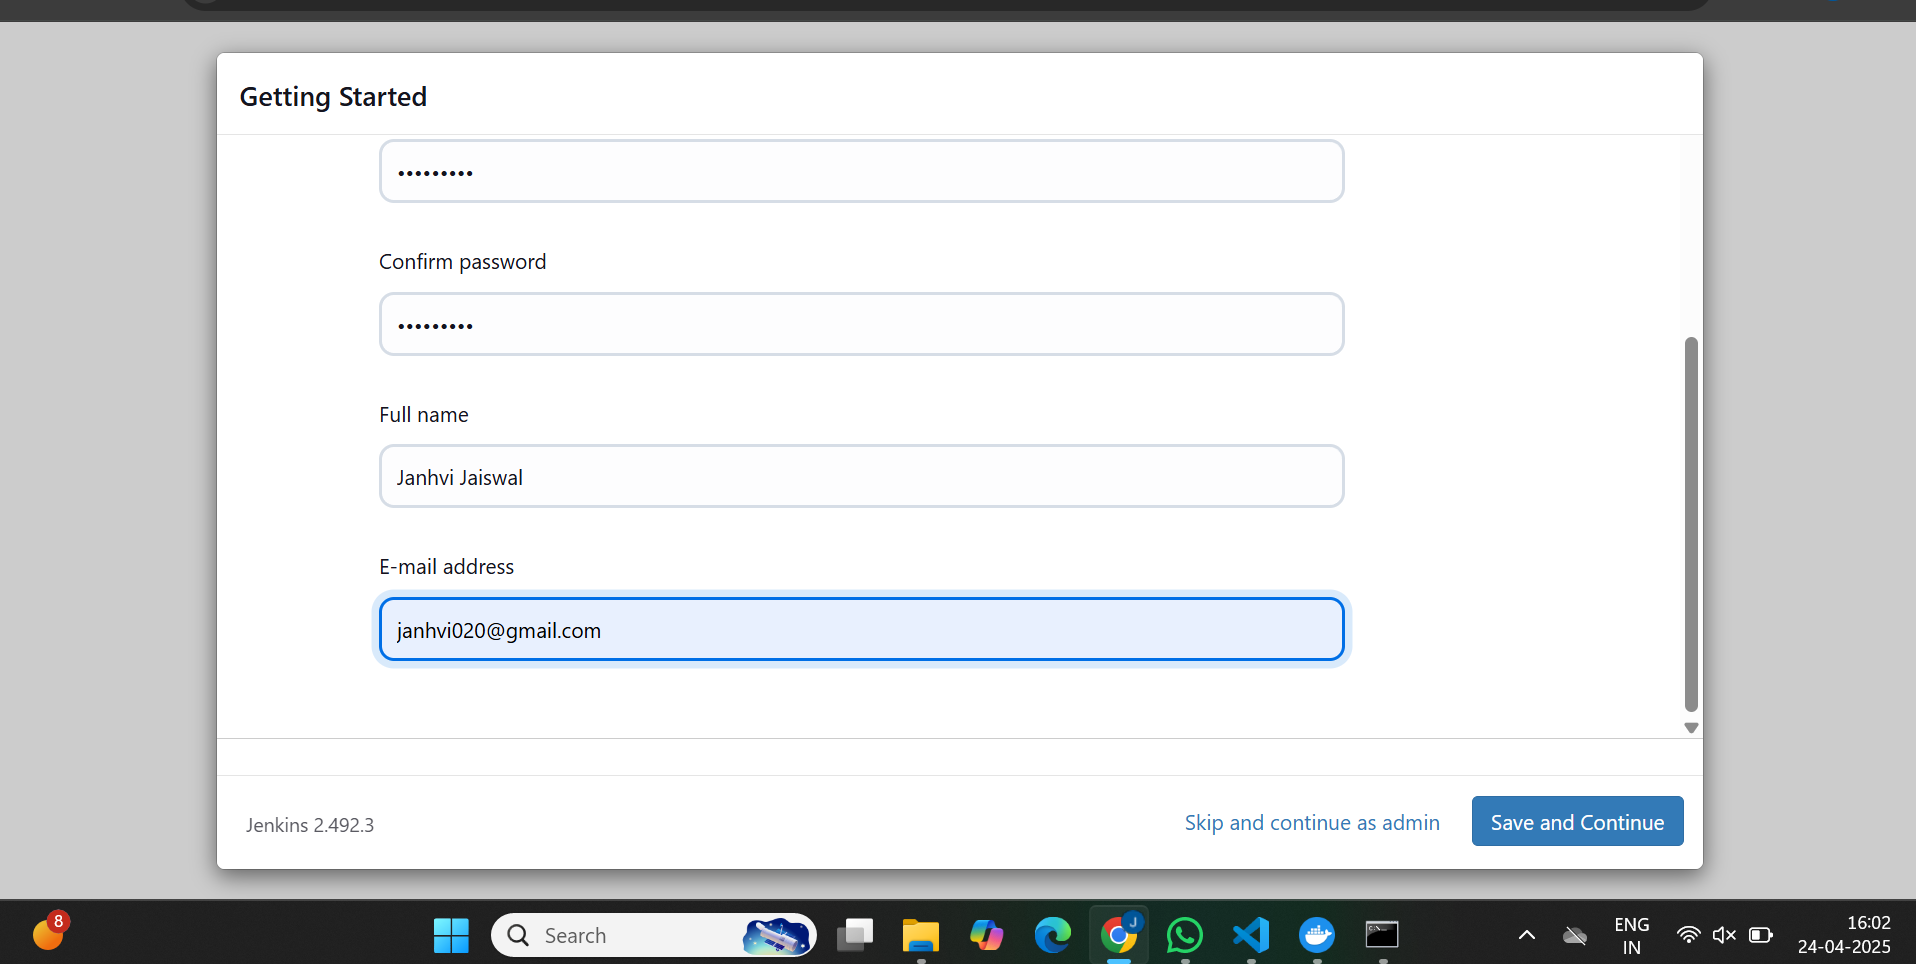 Getting Started
•••••••••
Confirm password
•••••••••
Full name
Janhvi Jaiswal
E-mail address
janhvi020@gmail.com
Jenkins 2.492.3
Skip and continue as admin
Save and Continue
8
Search
J
ENG
IN
16:02
24-04-2025